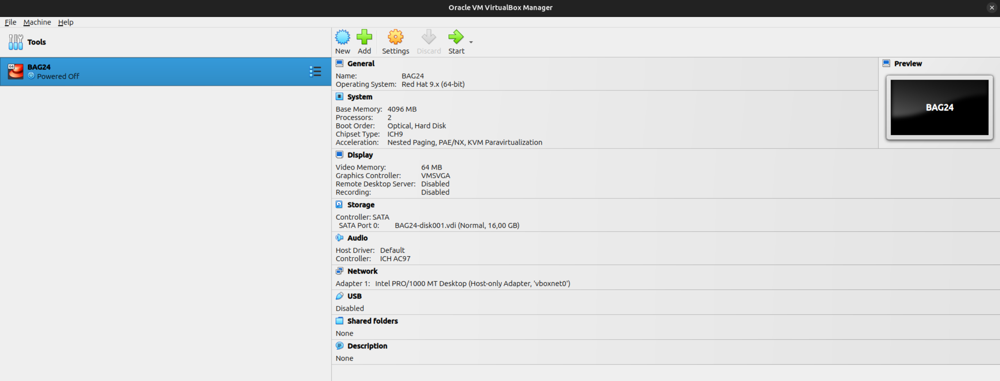 Oracle VM VirtualBox Manager
File Machine Help
Tools
New Add Settings Discard Start
64
BAG24
Powered Off
General
Name: BAG24
Operating System: Red Hat 9.x (64-bit)
Preview
BAG24
System
Base Memory: 4096 MB
Processors: 2
Boot Order: Optical, Hard Disk
Chipset Type: ICH9
Acceleration: Nested Paging, PAE/NX, KVM Paravirtualization
Display
Video Memory: 64 MB
Graphics Controller: VMSVGA
Remote Desktop Server: Disabled
Recording: Disabled
Storage
Controller: SATA
SATA Port 0: BAG24-disk001.vdi (Normal, 16,00 GB)
Audio
Host Driver: Default
Controller: ICH AC97
Network
Adapter 1: Intel PRO/1000 MT Desktop (Host-only Adapter, 'vboxnet0')
USB
Disabled
Shared folders
None
Description
None